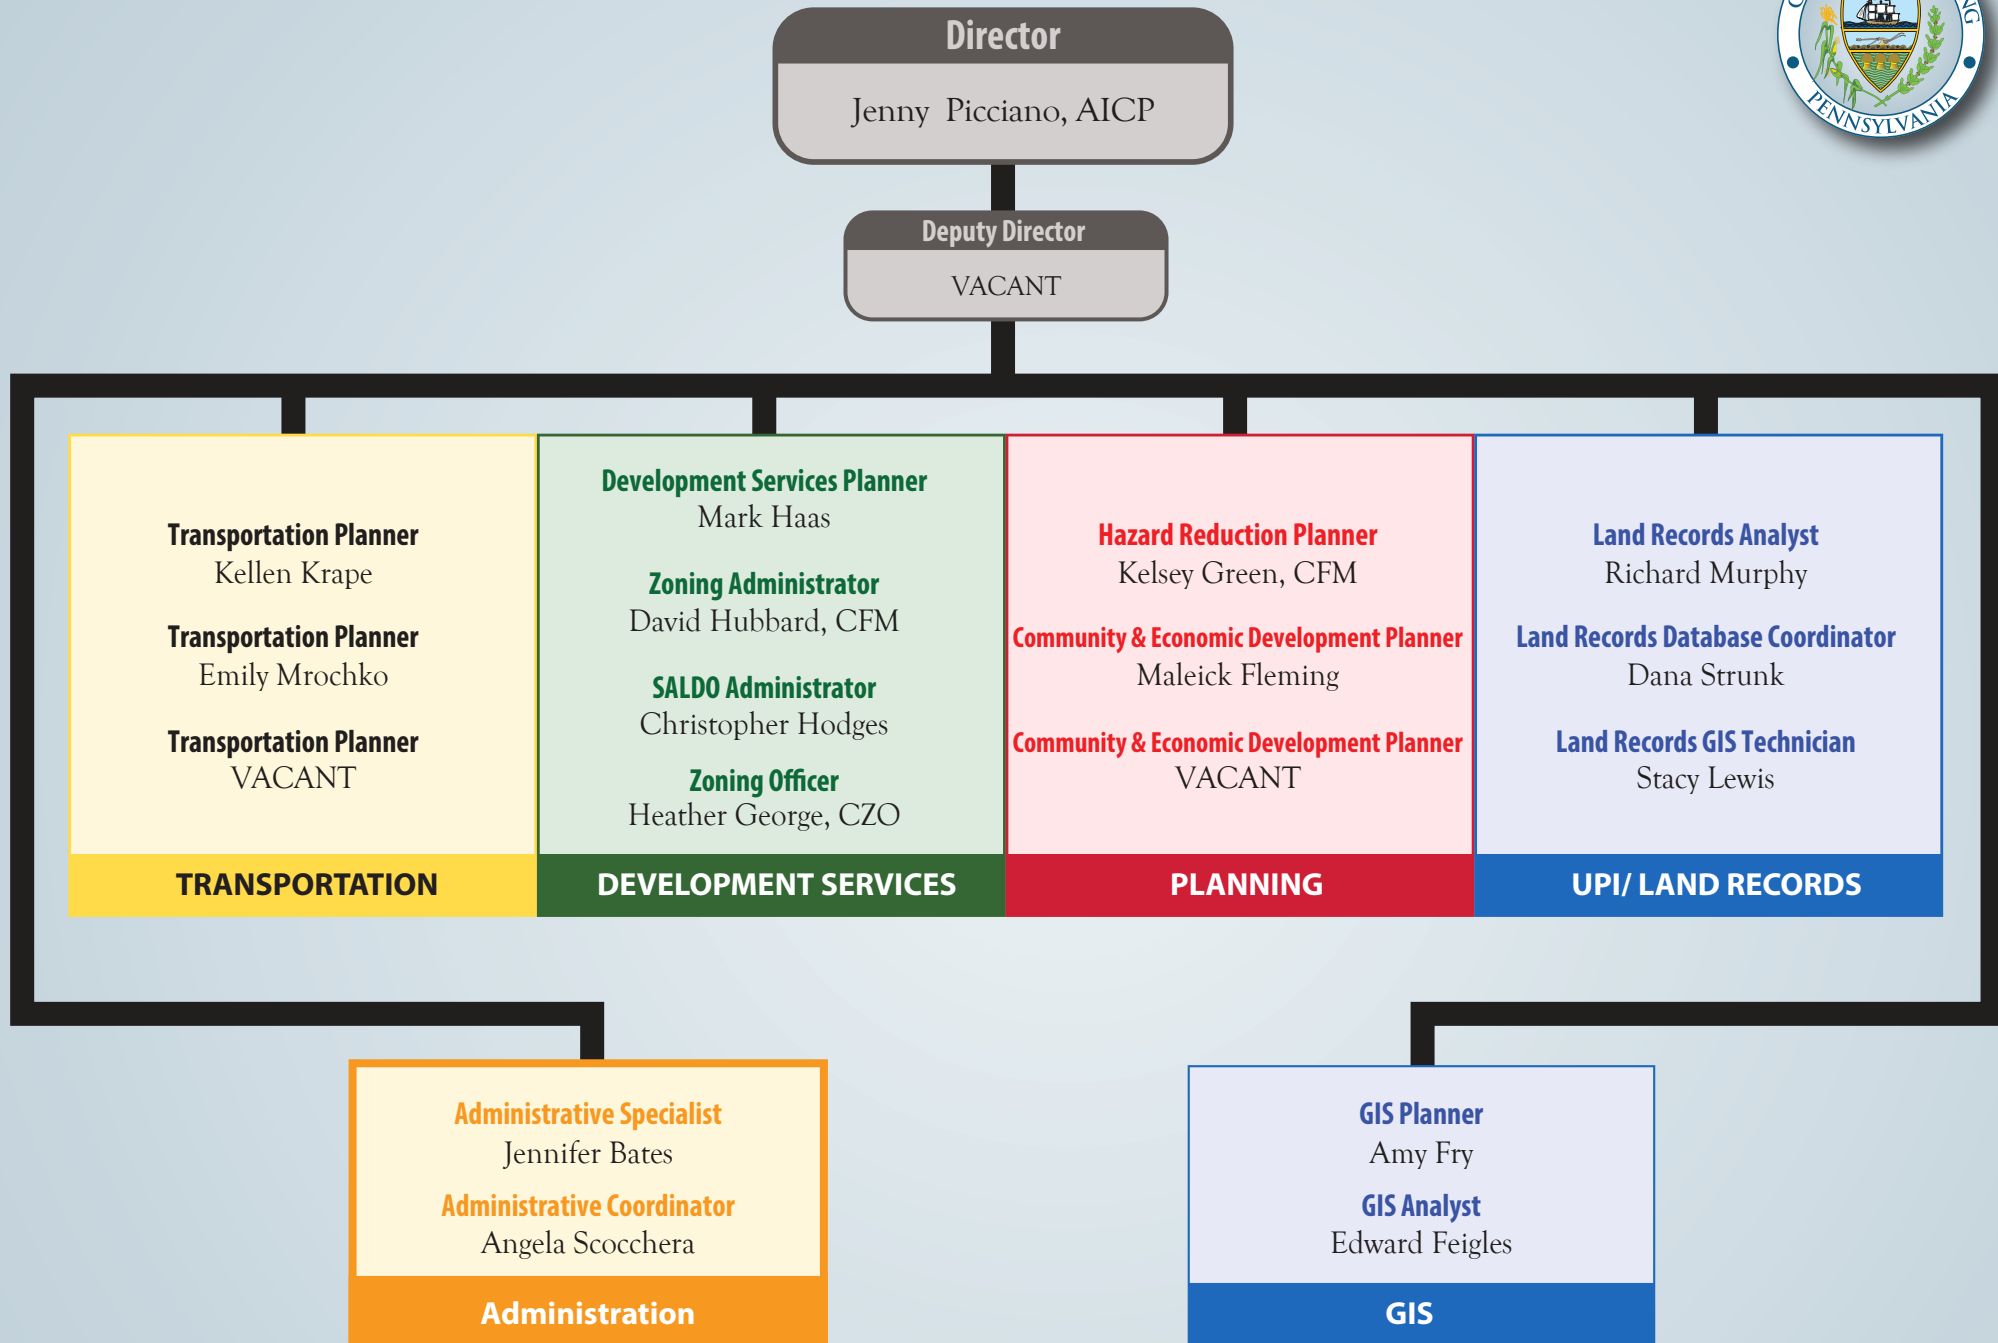 Director
Jenny Picciano, AICP
PENNSYLVANIA
Deputy Director
VACANT
Transportation Planner
Kellen Krape
Transportation Planner
Emily Mrochko
Transportation Planner
VACANT
TRANSPORTATION
Development Services Planner
Mark Haas
Zoning Administrator
David Hubbard, CFM
SALDO Administrator
Christopher Hodges
Zoning Officer
Heather George, CZO
DEVELOPMENT SERVICES
Hazard Reduction Planner
Kelsey Green, CFM
Community & Economic Development Planner
Maleick Fleming
Community & Economic Development Planner
VACANT
PLANNING
Land Records Analyst
Richard Murphy
Land Records Database Coordinator
Dana Strunk
Land Records GIS Technician
Stacy Lewis
UPI/ LAND RECORDS
Administrative Specialist
Jennifer Bates
Administrative Coordinator
Angela Scocchera
Administration
GIS Planner
Amy Fry
GIS Analyst
Edward Feigles
GIS